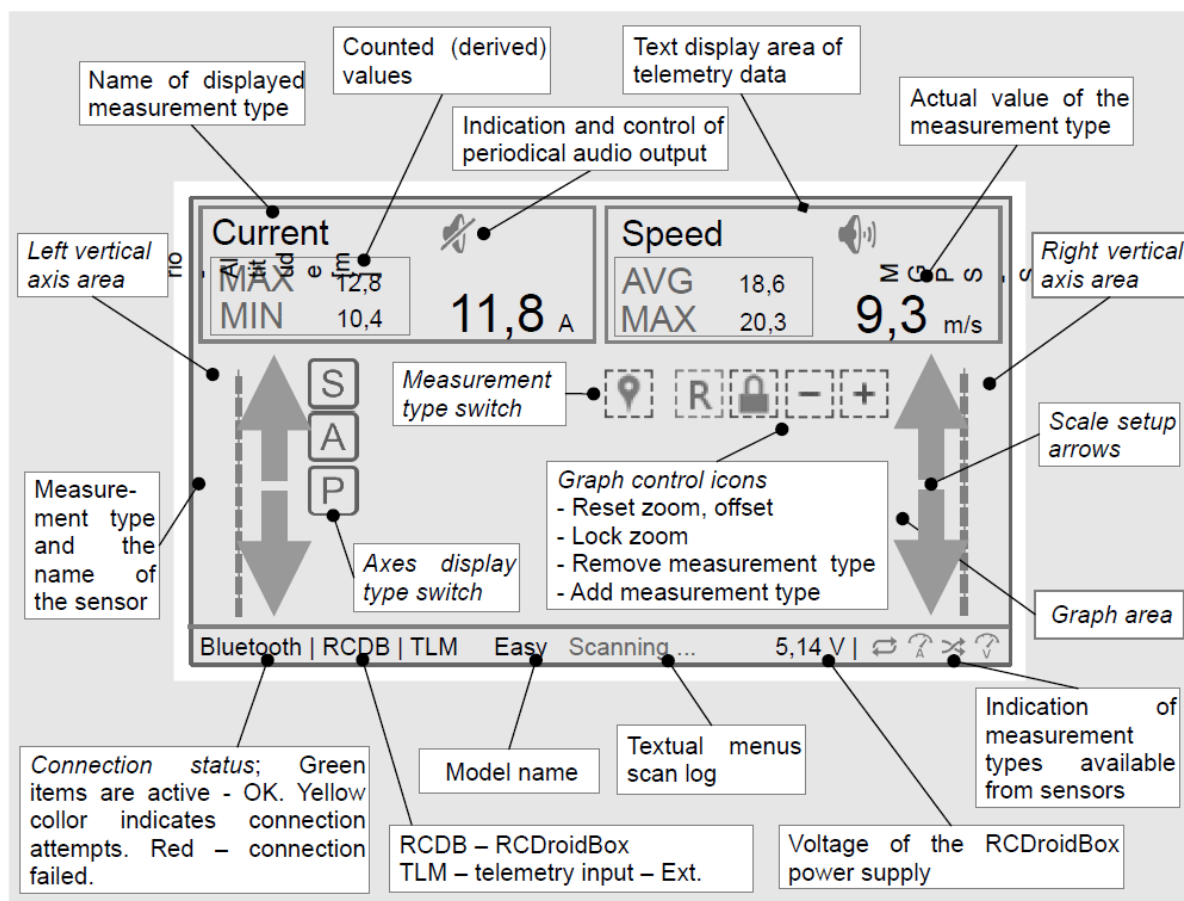 Counted (derived)
values
Text display area of
telemetry data
Name of displayed
measurement type
Indication and control of
periodical audio output
Actual value of the
measurement type
Left vertical
axis area
Current
rio
-
Al
tit
ud
e
[m
]
MAX 12,8
MIN 10,4
11,8 A
Speed
AVG 18,6
MAX 20,3
M
G
P
S
-
S
9,3 m/s
Right vertical
axis area
S
A
P
Measurement
type switch
R
-
+
Scale setup
arrows
Measure-
ment type
and the
name of
the sensor
Axes display
type switch
Graph control icons
- Reset zoom, offset
- Lock zoom
- Remove measurement type
- Add measurement type
Graph area
Bluetooth | RCDB | TLM Easy Scanning ... 5,14 V | A V
Connection status; Green
items are active - OK. Yellow
collor indicates connection
attempts. Red – connection
failed.
Model name
Textual menus
scan log
Indication of
measurement
types available
from sensors
RCDB – RCDroidBox
TLM – telemetry input – Ext.
Voltage of the RCDroidBox
power supply